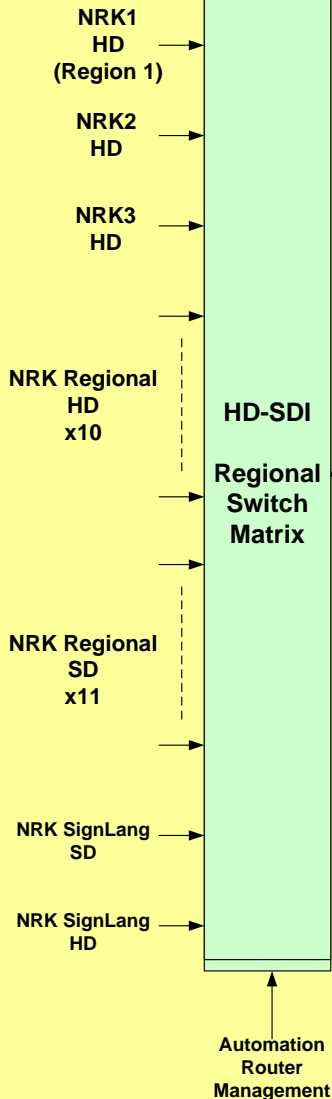 NRK1
HD
(Region 1)
NRK2
HD
NRK3
HD
NRK Regional
HD
x10
HD-SDI
Regional
Switch
Matrix
NRK Regional
SD
x11
NRK SignLang
SD
NRK SignLang
HD
Automation
Router
Management